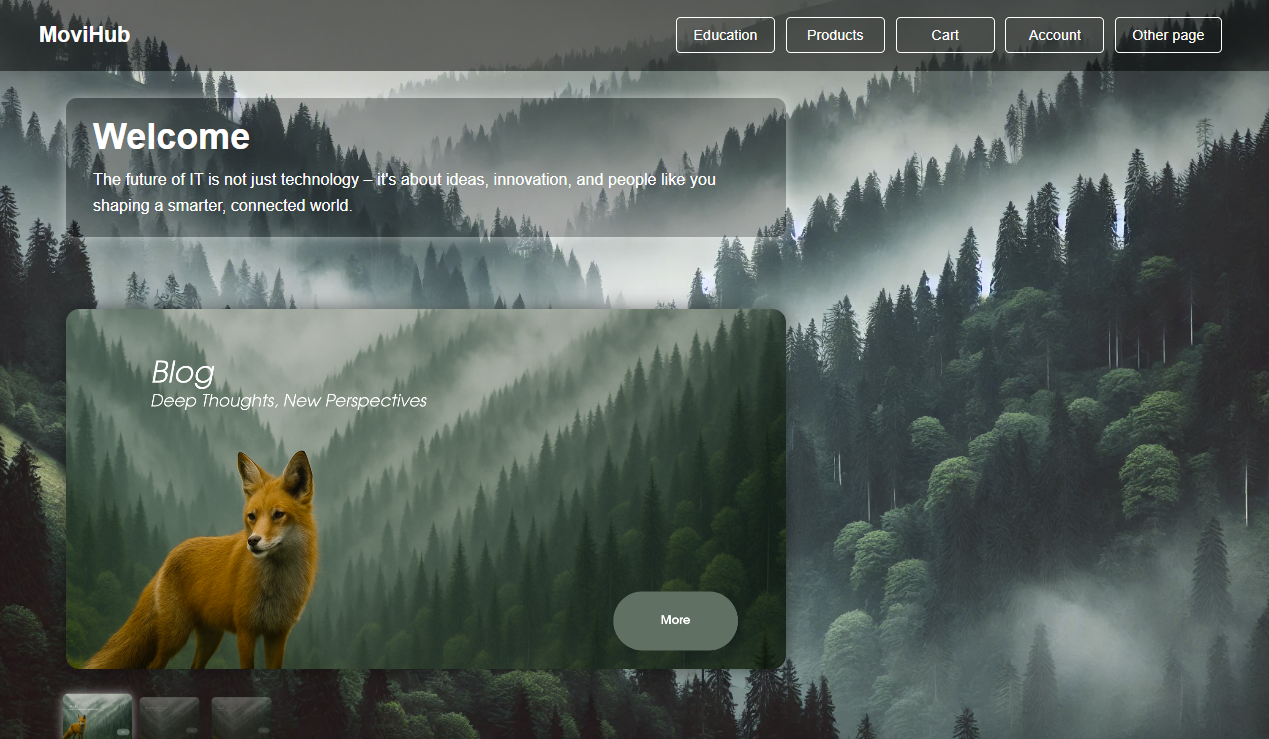 MoviHub
Education
Products
Cart
Account
Other page
Welcome
The future of IT is not just technology – it's about ideas, innovation, and people like you
shaping a smarter, connected world.
Blog
Deep Thoughts, New Perspectives
More